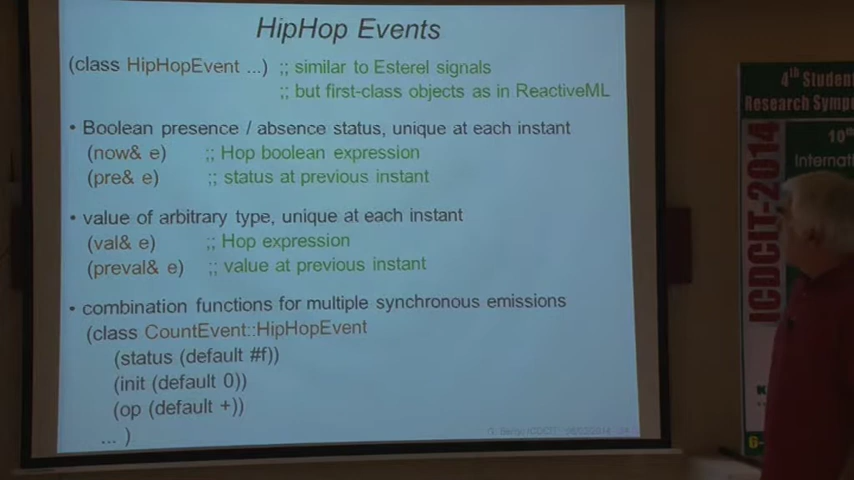 HipHop Events
(class HipHopEvent ...) ;; similar to Esterel signals
;; but first-class objects as in ReactiveML
• Boolean presence / absence status, unique at each instant
(now& e) ;; Hop boolean expression
(pre& e) ;; status at previous instant
• value of arbitrary type, unique at each instant
(val& e) ;; Hop expression
(preval& e) ;; value at previous instant
• combination functions for multiple synchronous emissions
(class CountEvent::HipHopEvent
(status (default #f))
(init (default 0))
(op (default +))
... )
4th Student
Research Symp
10th
Internati
ICDCIT-2014